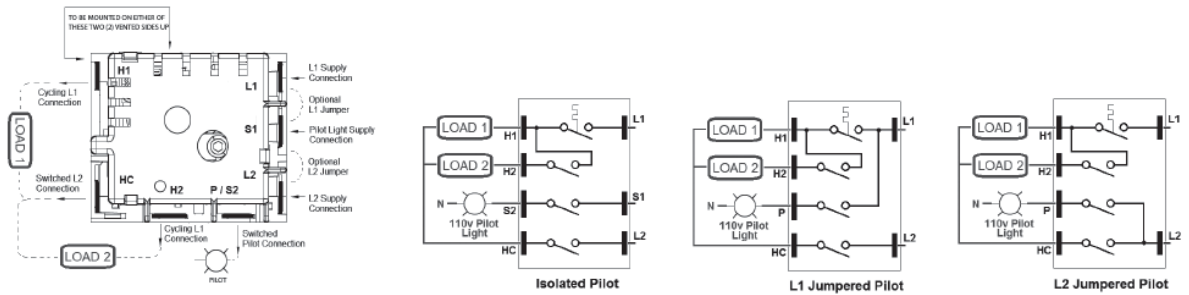 TO BE MOUNTED ON EITHER OF
THESE TWO (2) VENTED SIDES UP
H1
L1
S1
L2
HC
H2
P / S2
Cycling L1
Connection
LOAD 1
Switched L2
Connection
LOAD 2
L1 Supply
Connection
Optional
L1 Jumper
Pilot Light Supply
Connection
Optional
L2 Jumper
L2 Supply
Connection
Cycling L1
Connection
Switched
Pilot Connection
PILOT
LOAD 1
H1
L1
LOAD 2
H2
N
S2
S1
110v Pilot
Light
HC
L2
Isolated Pilot
LOAD 1
H1
L1
LOAD 2
H2
N
P
110v Pilot
Light
HC
L2
L1 Jumpered Pilot
LOAD 1
H1
L1
LOAD 2
H2
N
P
110v Pilot
Light
HC
L2
L2 Jumpered Pilot